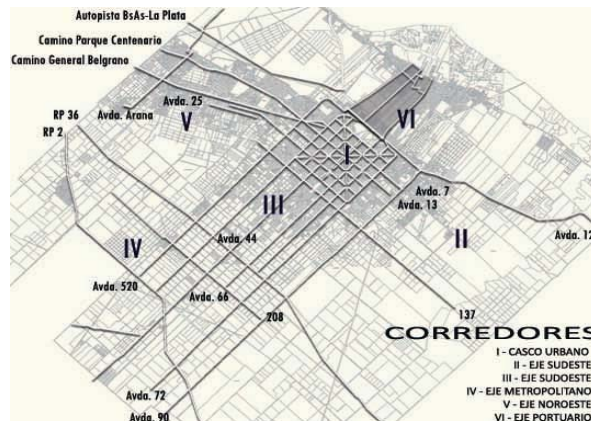 Autopista BsAs-La Plata
Camino Parque Centenario
Camino General Belgrano
Avda. 25
RP 36
Avda. Arana
V
VI
RP 2
I
Avda. 7
Avda. 13
III
Avda. 44
II
Avda. 12
IV
Avda. 520
Avda. 66
208
137
CORREDORES
I - CASCO URBANO
II - EJE SUDESTE
III - EJE SUDOESTE
IV - EJE METROPOLITANO
V - EJE NOROESTE
VI - EJE PORTUARIO
Avda. 72
Avda. 90